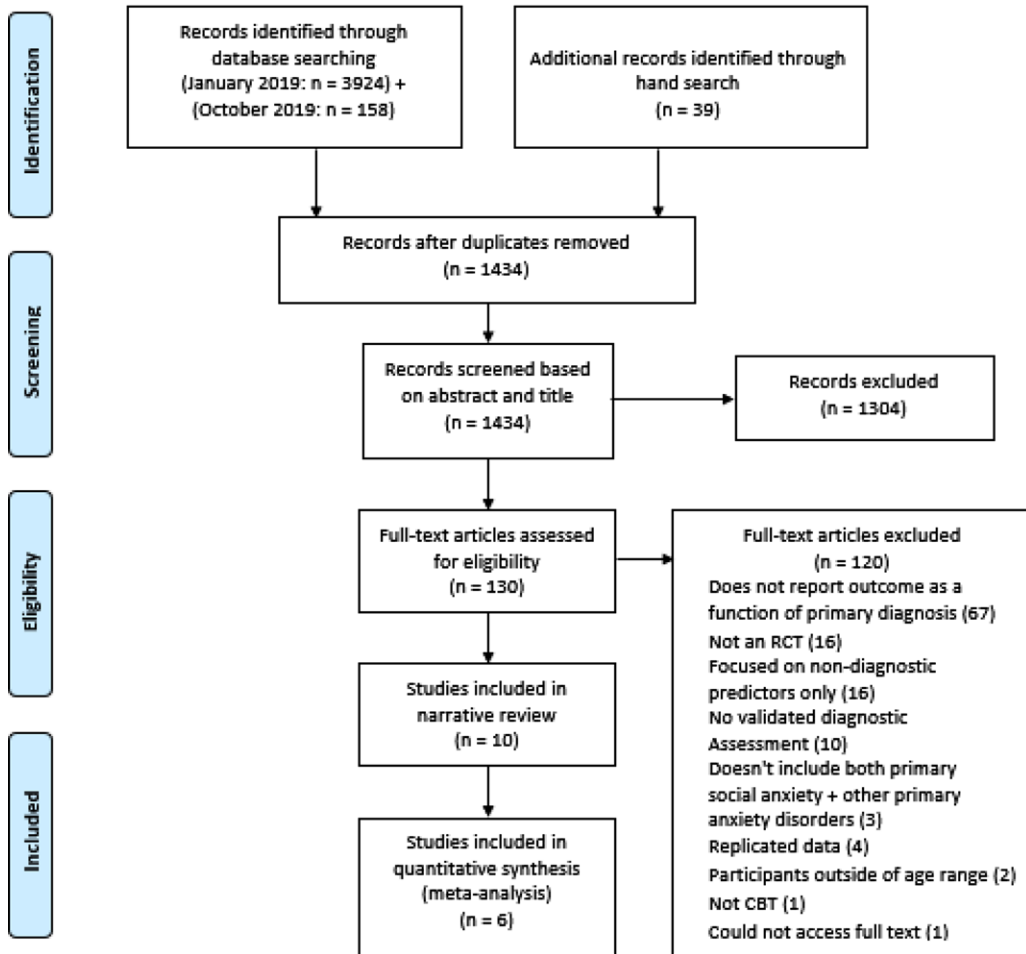 Identification
Records identified through
database searching
(January 2019: n = 3924) +
(October 2019: n = 158)
Additional records identified through
hand search
(n = 39)
Records after duplicates removed
(n = 1434)
Screening
Records screened based
on abstract and title
(n = 1434)
Records excluded
(n = 1304)
Eligibility
Full-text articles assessed
for eligibility
(n = 130)
Full-text articles excluded
(n = 120)
Does not report outcome as a
function of primary diagnosis (67)
Not an RCT (16)
Focused on non-diagnostic
predictors only (16)
No validated diagnostic
Assessment (10)
Doesn't include both primary
social anxiety + other primary
anxiety disorders (3)
Replicated data (4)
Participants outside of age range (2)
Not CBT (1)
Could not access full text (1)
Studies included in
narrative review
(n = 10)
Included
Studies included in
quantitative synthesis
(meta-analysis)
(n = 6)